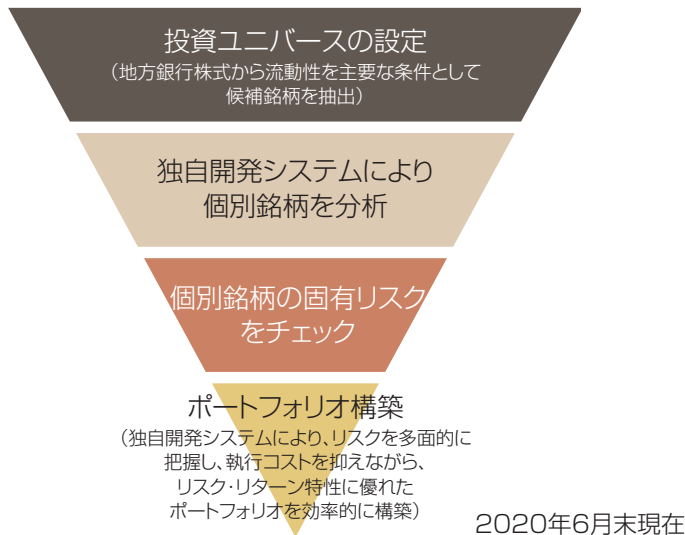 投資ユニバースの設定
（地方銀行株式から流動性を主要な条件として
候補銘柄を抽出）
独自開発システムにより
個別銘柄を分析
個別銘柄の固有リスク
をチェック
ポートフォリオ構築
（独自開発システムにより、リスクを多面的に
把握し、執行コストを抑えながら、
リスク・リターン特性に優れた
ポートフォリオを効率的に構築）
2020年6月末現在